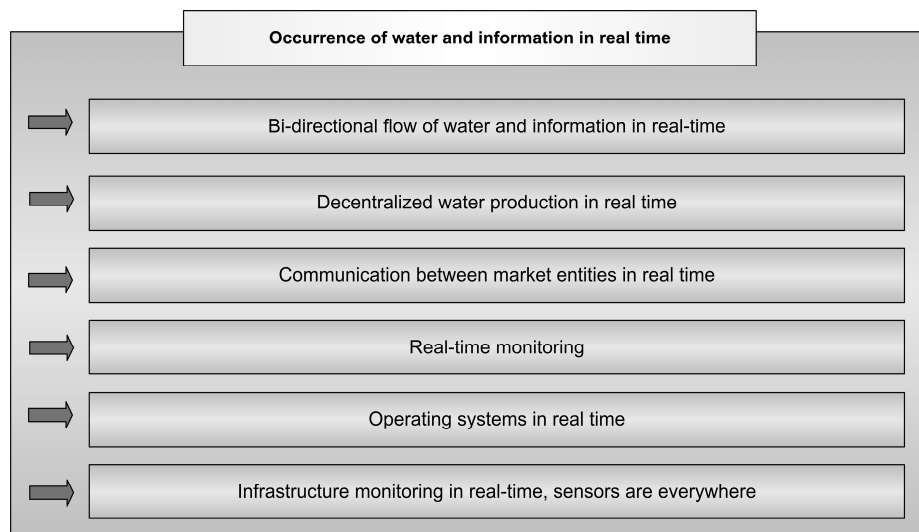 Occurrence of water and information in real time
Bi-directional flow of water and information in real-time
Decentralized water production in real time
Communication between market entities in real time
Real-time monitoring
Operating systems in real time
Infrastructure monitoring in real-time, sensors are everywhere